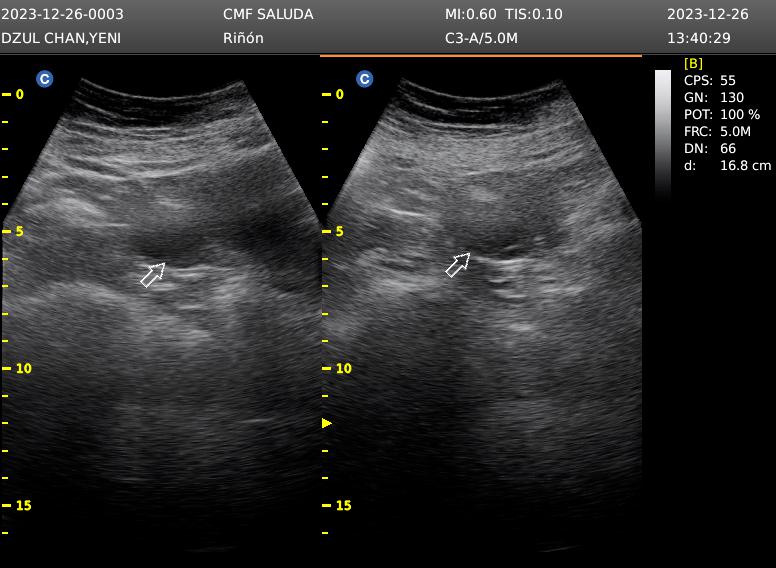 2023-12-26-0003 CMF SALUDA MI:0.60 TIS:0.10 2023-12-26
DZUL CHAN,YENI Riñón C3-A/5.0M 13:40:29
C C
[B]
CPS: 55
GN: 130
POT: 100 %
FRC: 5.0M
DN: 66
d: 16.8 cm
0 0
5 5
10 10
15 15